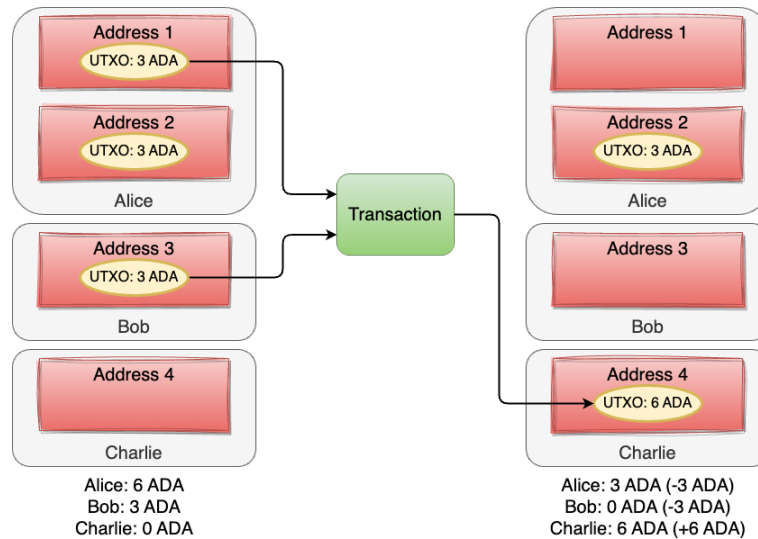 Address 1
UTXO: 3 ADA
Address 2
UTXO: 3 ADA
Alice
Address 3
UTXO: 3 ADA
Bob
Address 4
Charlie
Alice: 6 ADA
Bob: 3 ADA
Charlie: 0 ADA
Transaction
Address 1
Address 2
UTXO: 3 ADA
Alice
Address 3
Bob
Address 4
UTXO: 6 ADA
Charlie
Alice: 3 ADA (-3 ADA)
Bob: 0 ADA (-3 ADA)
Charlie: 6 ADA (+6 ADA)